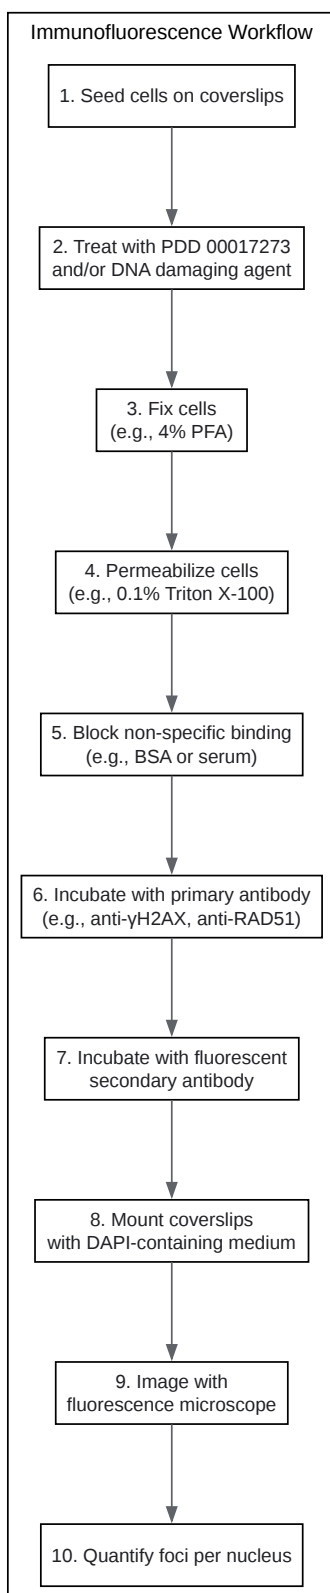 Immunofluorescence Workflow
1. Seed cells on coverslips
2. Treat with PDD 00017273
and/or DNA damaging agent
3. Fix cells
(e.g., 4% PFA)
4. Permeabilize cells
(e.g., 0.1% Triton X-100)
5. Block non-specific binding
(e.g., BSA or serum)
6. Incubate with primary antibody
(e.g., anti-γH2AX, anti-RAD51)
7. Incubate with fluorescent
secondary antibody
8. Mount coverslips
with DAPI-containing medium
9. Image with
fluorescence microscope
10. Quantify foci per nucleus